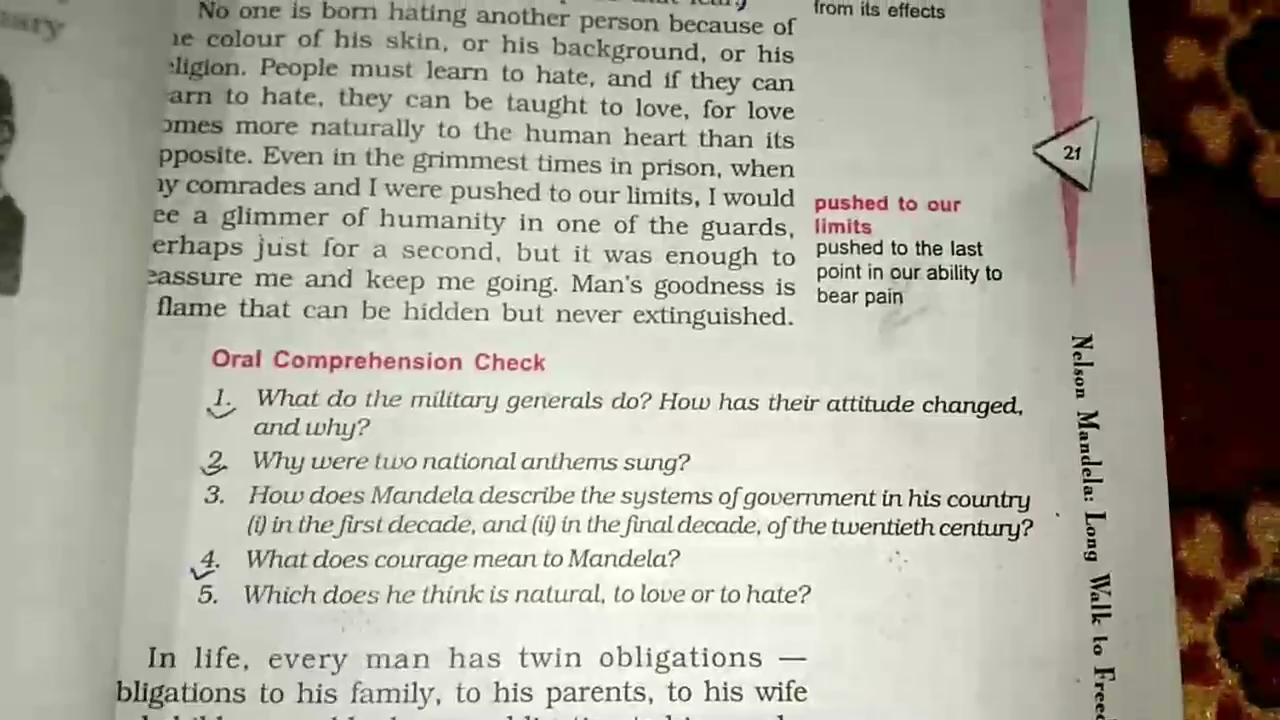 ary
from its effects
No one is born hating another person because of
e colour of his skin, or his background, or his
eligion. People must learn to hate, and if they can
arn to hate, they can be taught to love, for love
omes more naturally to the human heart than its
pposite. Even in the grimmest times in prison, when
y comrades and I were pushed to our limits, I would
ee a glimmer of humanity in one of the guards,
erhaps just for a second, but it was enough to
eassure me and keep me going. Man's goodness is
flame that can be hidden but never extinguished.
21
pushed to our
limits
pushed to the last
point in our ability to
bear pain
Oral Comprehension Check
1. What do the military generals do? How has their attitude changed,
and why?
2. Why were two national anthems sung?
3. How does Mandela describe the systems of government in his country
(i) in the first decade, and (ii) in the final decade, of the twentieth century?
4. What does courage mean to Mandela?
5. Which does he think is natural, to love or to hate?
In life, every man has twin obligations —
bligations to his family, to his parents, to his wife
Nelson Mandela: Long Walk to Freed